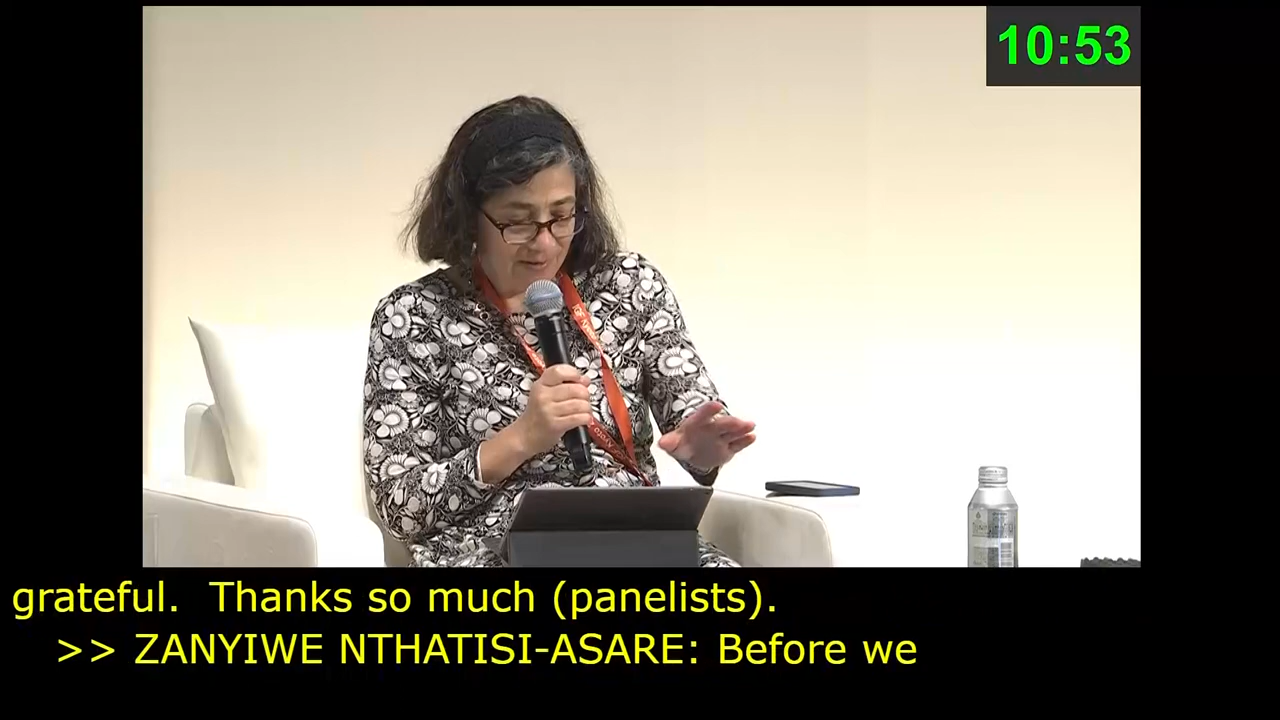 10:53
grateful.  Thanks so much (panelists).
>> ZANYIWE NTHATISI-ASARE: Before we